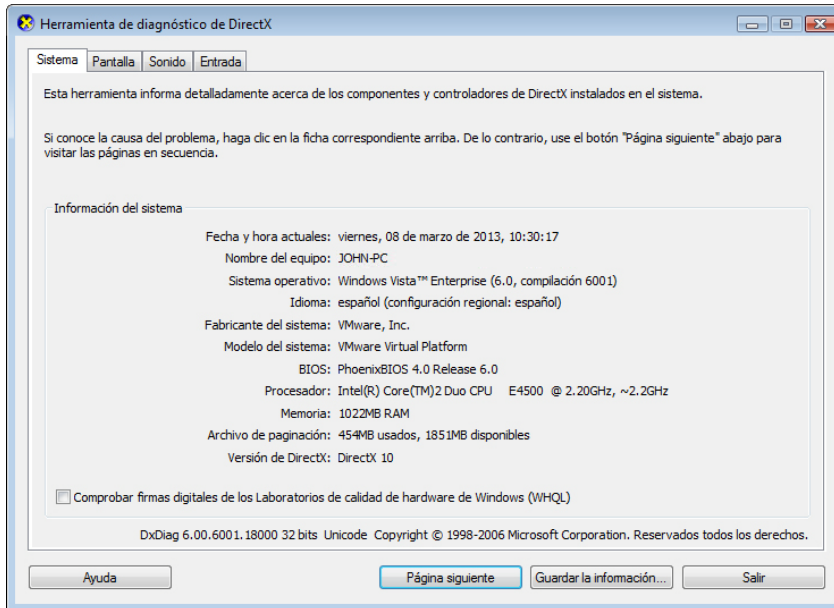 Herramienta de diagnóstico de DirectX
Sistema Pantalla Sonido Entrada
Esta herramienta informa detalladamente acerca de los componentes y controladores de DirectX instalados en el sistema.
Si conoce la causa del problema, haga clic en la ficha correspondiente arriba. De lo contrario, use el botón "Página siguiente" abajo para
visitar las páginas en secuencia.
Información del sistema
Fecha y hora actuales: viernes, 08 de marzo de 2013, 10:30:17
Nombre del equipo: JOHN-PC
Sistema operativo: Windows Vista™ Enterprise (6.0, compilación 6001)
Idioma: español (configuración regional: español)
Fabricante del sistema: VMware, Inc.
Modelo del sistema: VMware Virtual Platform
BIOS: PhoenixBIOS 4.0 Release 6.0
Procesador: Intel(R) Core(TM)2 Duo CPU E4500 @ 2.20GHz, ~2.2GHz
Memoria: 1022MB RAM
Archivo de paginación: 454MB usados, 1851MB disponibles
Versión de DirectX: DirectX 10
Comprobar firmas digitales de los Laboratorios de calidad de hardware de Windows (WHQL)
DxDiag 6.00.6001.18000 32 bits Unicode Copyright © 1998-2006 Microsoft Corporation. Reservados todos los derechos.
Ayuda Página siguiente Guardar la información... Salir